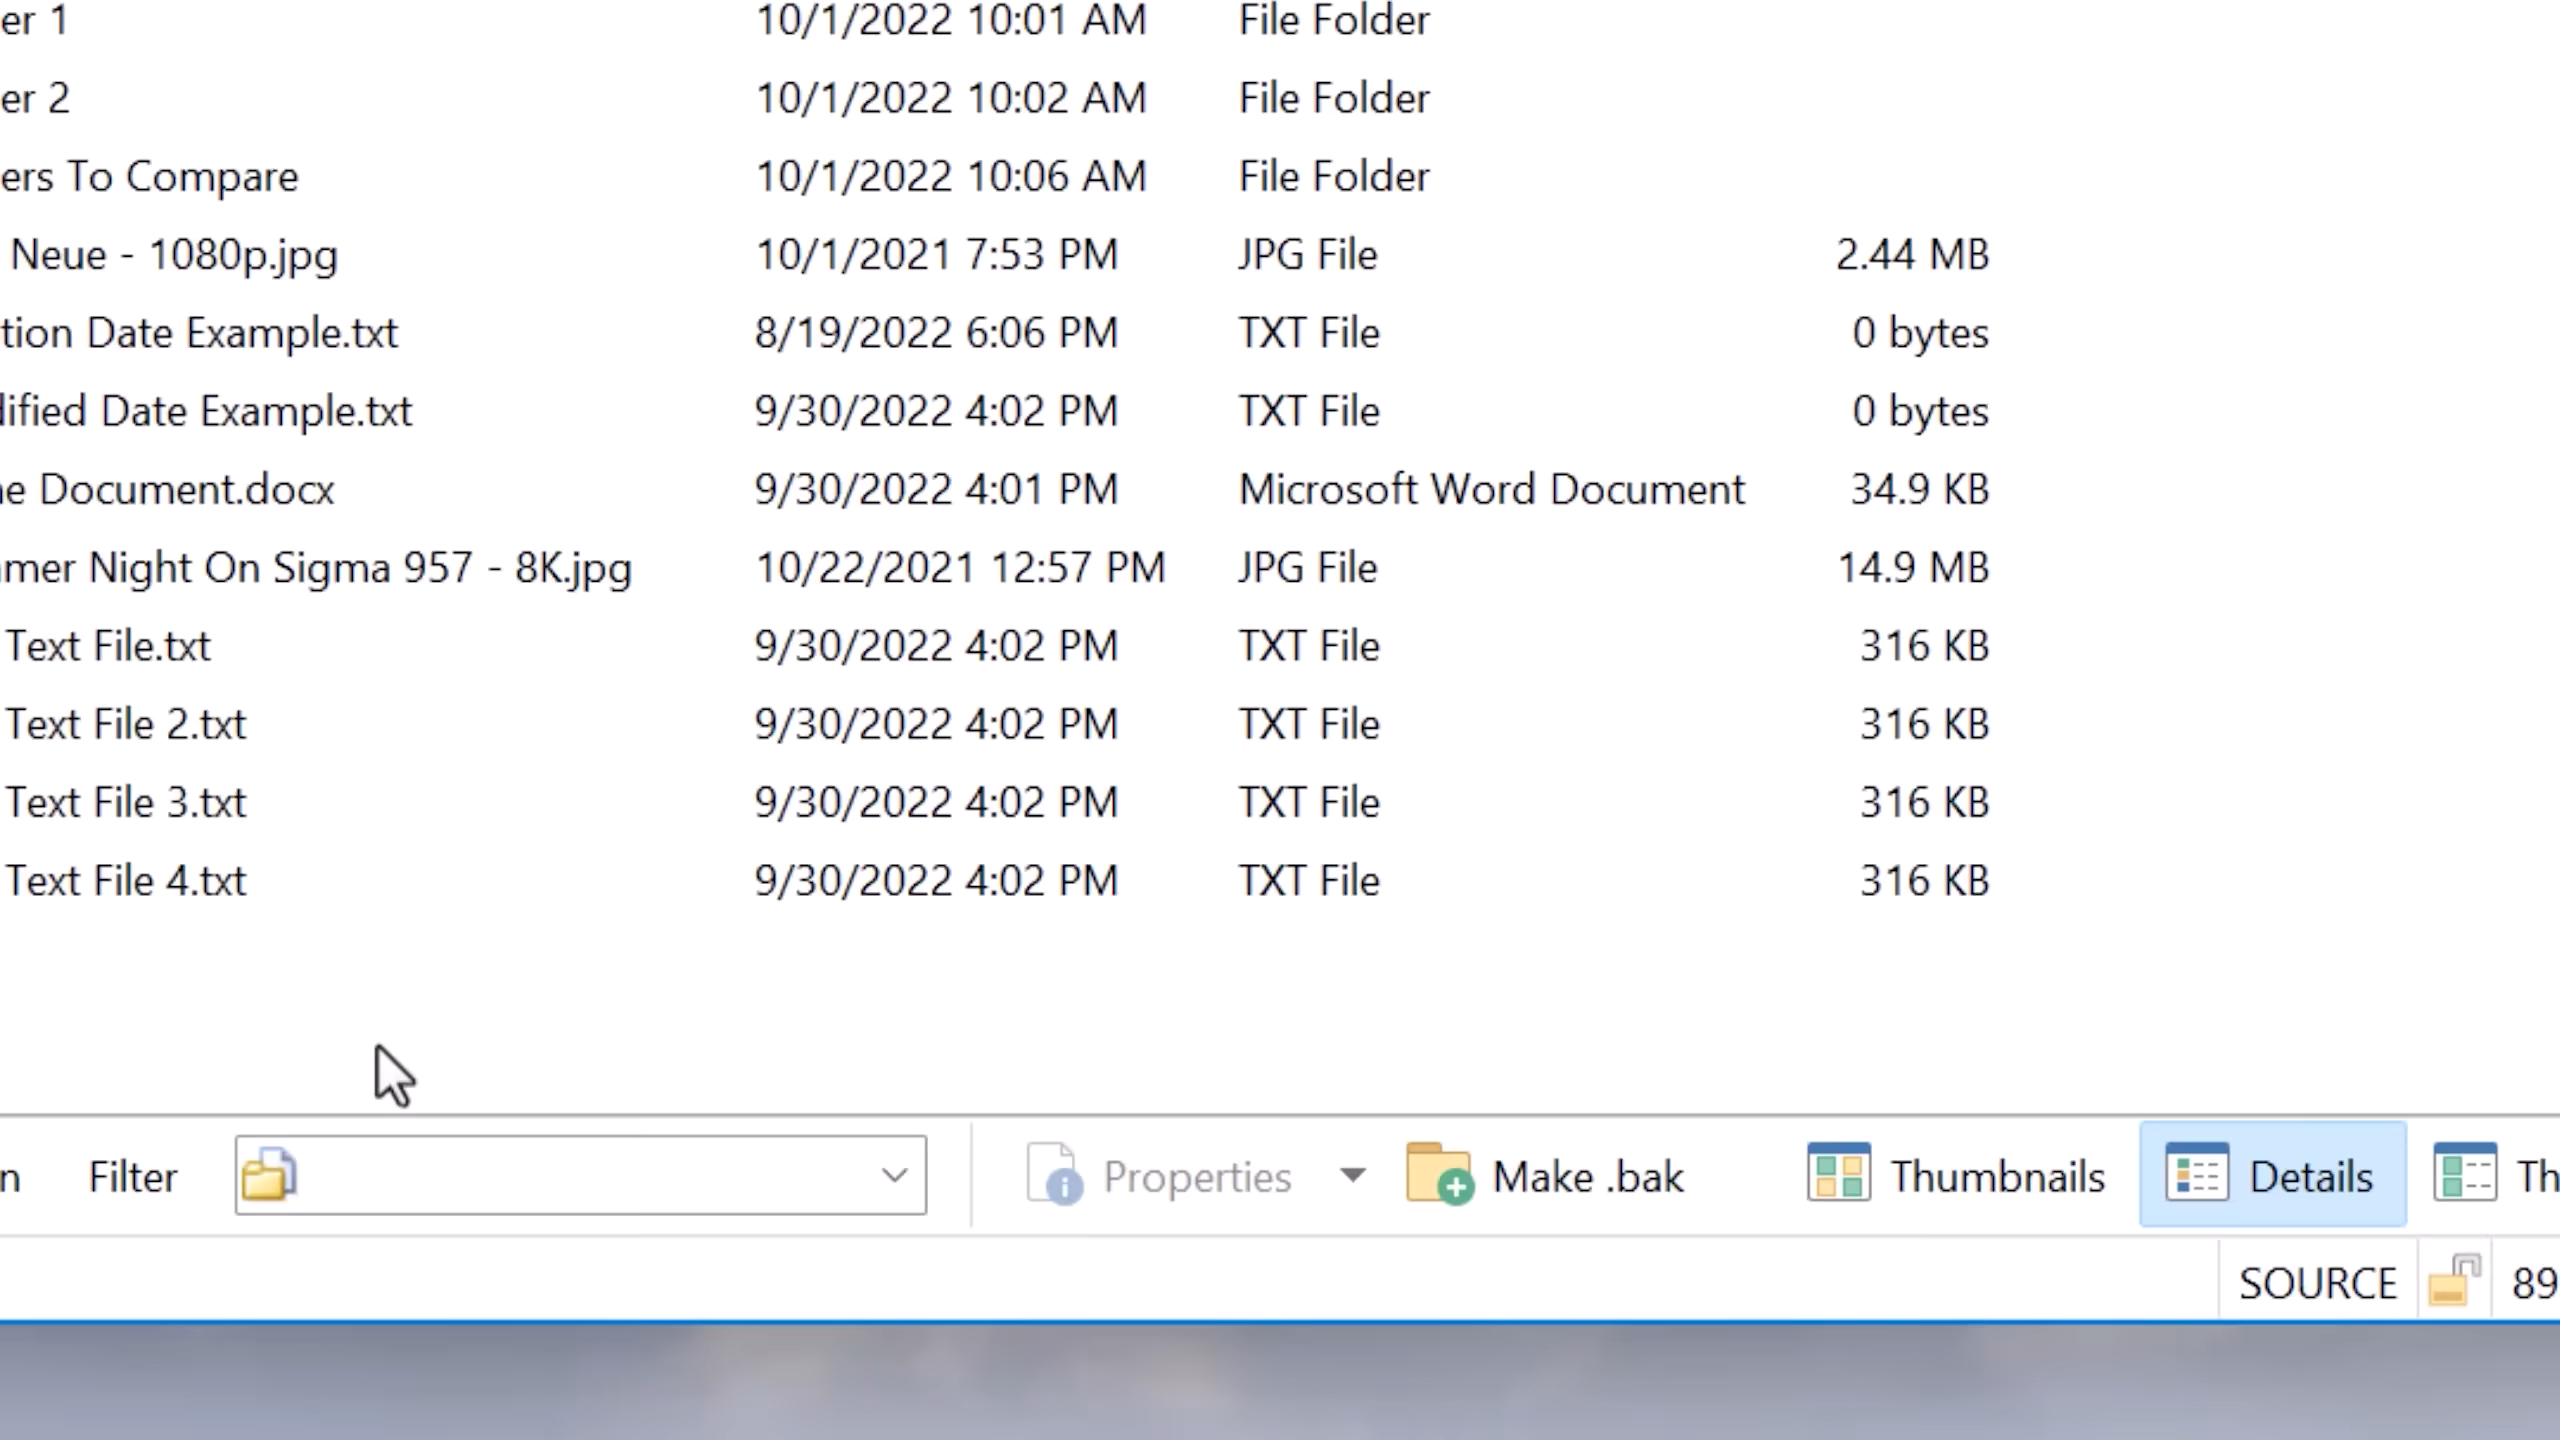 er 1 10/1/2022 10:01 AM File Folder
er 2 10/1/2022 10:02 AM File Folder
ers To Compare 10/1/2022 10:06 AM File Folder
Neue - 1080p.jpg 10/1/2021 7:53 PM JPG File 2.44 MB
tion Date Example.txt 8/19/2022 6:06 PM TXT File 0 bytes
dified Date Example.txt 9/30/2022 4:02 PM TXT File 0 bytes
e Document.docx 9/30/2022 4:01 PM Microsoft Word Document 34.9 KB
mer Night On Sigma 957 - 8K.jpg 10/22/2021 12:57 PM JPG File 14.9 MB
Text File.txt 9/30/2022 4:02 PM TXT File 316 KB
Text File 2.txt 9/30/2022 4:02 PM TXT File 316 KB
Text File 3.txt 9/30/2022 4:02 PM TXT File 316 KB
Text File 4.txt 9/30/2022 4:02 PM TXT File 316 KB
n Filter Properties Make .bak Thumbnails Details Th
SOURCE 89